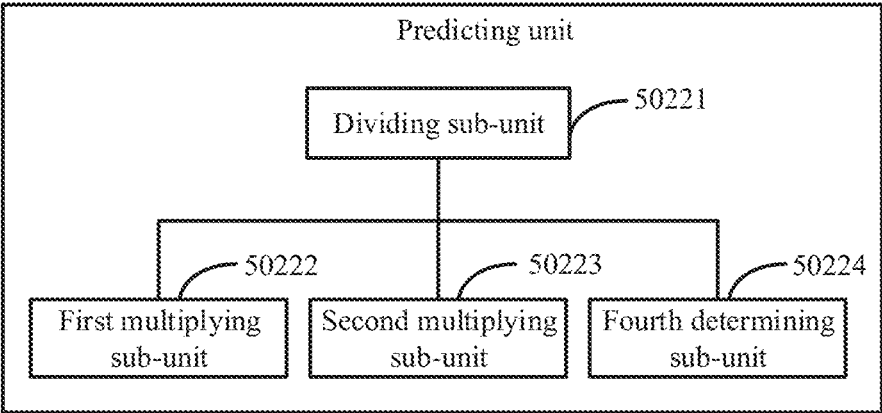 Predicting unit
Dividing sub-unit
50221
50222
50223
50224
First multiplying
sub-unit
Second multiplying
sub-unit
Fourth determining
sub-unit